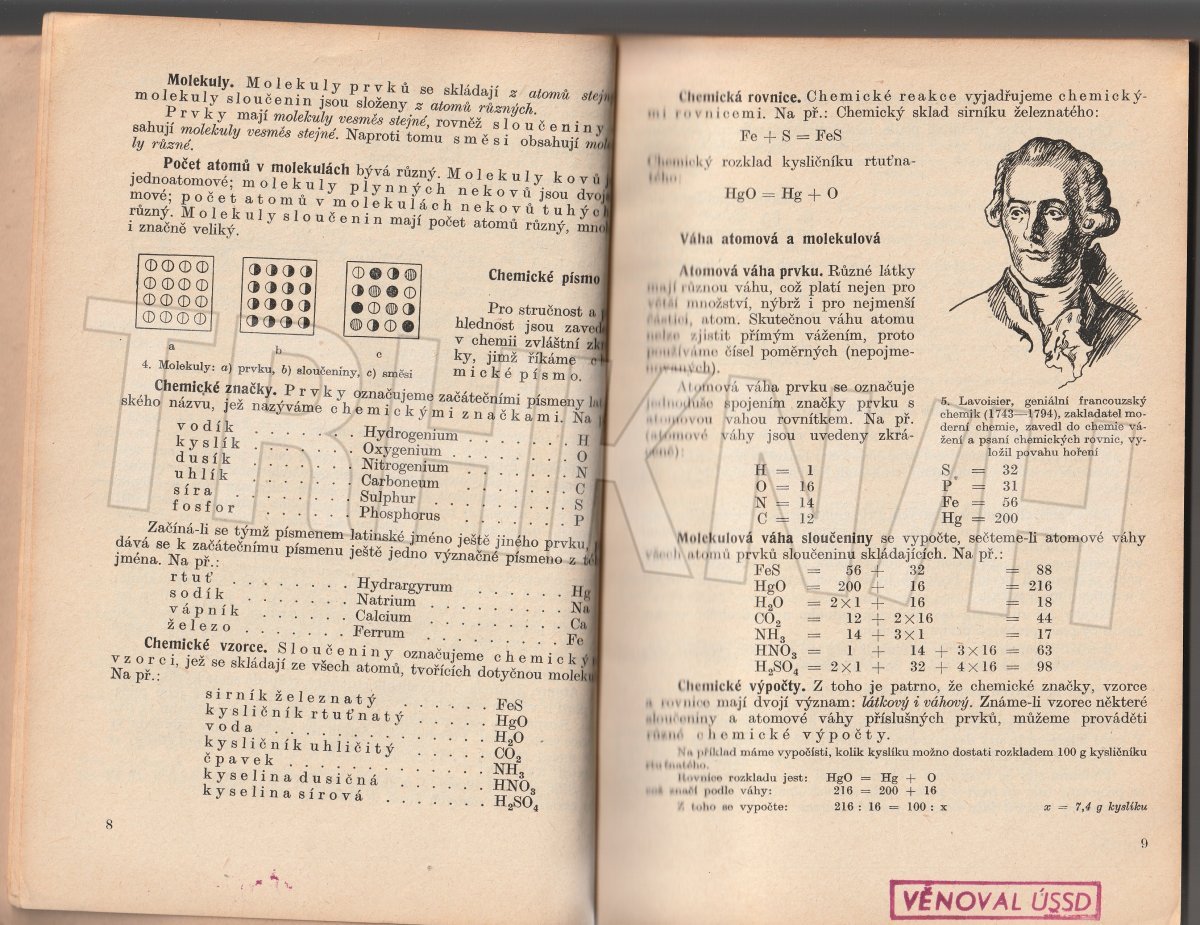 Molekuly. Molekuly prvků se skládají z atomů
molekuly sloučenin jsou složeny z atomů různých.
Prvky mají molekuly vesměs stejné, rovněž sloučeniny
sahují molekuly vesměs stejné. Naproti tomu směsi obsahují
ly různé.
Počet atomů v molekulách bývá různý. Molekuly kovů
jednoatomové; molekuly plynných nekovů jsou
mové; počet atomů v molekulách nekovů tuhých
různý. Molekuly sloučenin mají počet atomů různý,
i značně veliký.
a b c
4. Molekuly: a) prvku, b) sloučeniny, c) směsi
Chemické písmo
Pro stručnost a
hlednost jsou
v chemii zvláštní
ky, jimž říkáme
mické písmo.
Chemické značky. Prvky označujeme začátečními písmeny
ského názvu, jež nazýváme chemickými značkami. Na
vodík . . . . . . . Hydrogenium . . . . . . . H
kyslík . . . . . . . Oxygenium . . . . . . . O
dusík . . . . . . . Nitrogenium . . . . . . . N
uhlík . . . . . . . Carboneum . . . . . . . C
síra . . . . . . . Sulphur . . . . . . . S
fosfor . . . . . . . Phosphorus . . . . . . . P
Začíná-li se týmž písmenem latinské jméno ještě jiného prvku,
dává se k začátečnímu písmenu ještě jedno význačné písmeno z
jména. Na př.:
rtuť . . . . . . . Hydrargyrum . . . . . . . Hg
sodík . . . . . . . Natrium . . . . . . . Na
vápník . . . . . . . Calcium . . . . . . . Ca
železo . . . . . . . Ferrum . . . . . . . Fe
Chemické vzorce. Sloučeniny označujeme
vzorci, jež se skládají ze všech atomů, tvořících dotyčnou
Na př.:
sirník železnatý . . . . . . . FeS
kysličník rtuťnatý . . . . . . . HgO
voda . . . . . . . H₂O
kysličník uhličitý . . . . . . . CO₂
čpavek . . . . . . . NH₃
kyselina dusičná . . . . . . . HNO₃
kyselina sírová . . . . . . . H₂SO₄
8
Chemická rovnice. Chemické reakce vyjadřujeme chemický-
mi rovnicemi. Na př.: Chemický sklad sirníku železnatého:
Fe + S = FeS
Chemický rozklad kysličníku rtuťna-
tého:
HgO = Hg + O
Váha atomová a molekulová
Atomová váha prvku. Různé látky
mají různou váhu, což platí nejen pro
větší množství, nýbrž i pro nejmenší
částici, atom. Skutečnou váhu atomu
nelze zjistit přímým vážením, proto
používáme čísel poměrných (nepojme-
novaných).
Atomová váha prvku se označuje
jednoduše spojením značky prvku s
atomovou vahou rovnítkem. Na př.
(atomové váhy jsou uvedeny zkrá-
ceně):
5. Lavoisier, geniální francouzský
chemik (1743—1794), zakladatel mo-
derní chemie, zavedl do chemie vá-
žení a psaní chemických rovnic, vy-
ložil povahu hoření
H = 1 S = 32
O = 16 P = 31
N = 14 Fe = 56
C = 12 Hg = 200
Molekulová váha sloučeniny se vypočte, sečteme-li atomové váhy
všech atomů prvků sloučeninu skládajících. Na př.:
FeS = 56 + 32 = 88
HgO = 200 + 16 = 216
H₂O = 2×1 + 16 = 18
CO₂ = 12 + 2×16 = 44
NH₃ = 14 + 3×1 = 17
HNO₃ = 1 + 14 + 3×16 = 63
H₂SO₄ = 2×1 + 32 + 4×16 = 98
Chemické výpočty. Z toho je patrno, že chemické značky, vzorce
a rovnice mají dvojí význam: látkový i váhový. Známe-li vzorec některé
sloučeniny a atomové váhy příslušných prvků, můžeme prováděti
různé chemické výpočty.
Na příklad máme vypočísti, kolik kyslíku možno dostati rozkladem 100 g kysličníku
rtuťnatého.
Rovnice rozkladu jest: HgO = Hg + O
což značí podle váhy: 216 = 200 + 16
Z toho se vypočte: 216 : 16 = 100 : x x = 7,4 g kyslíku
9
VĚNOVAL ÚSSD